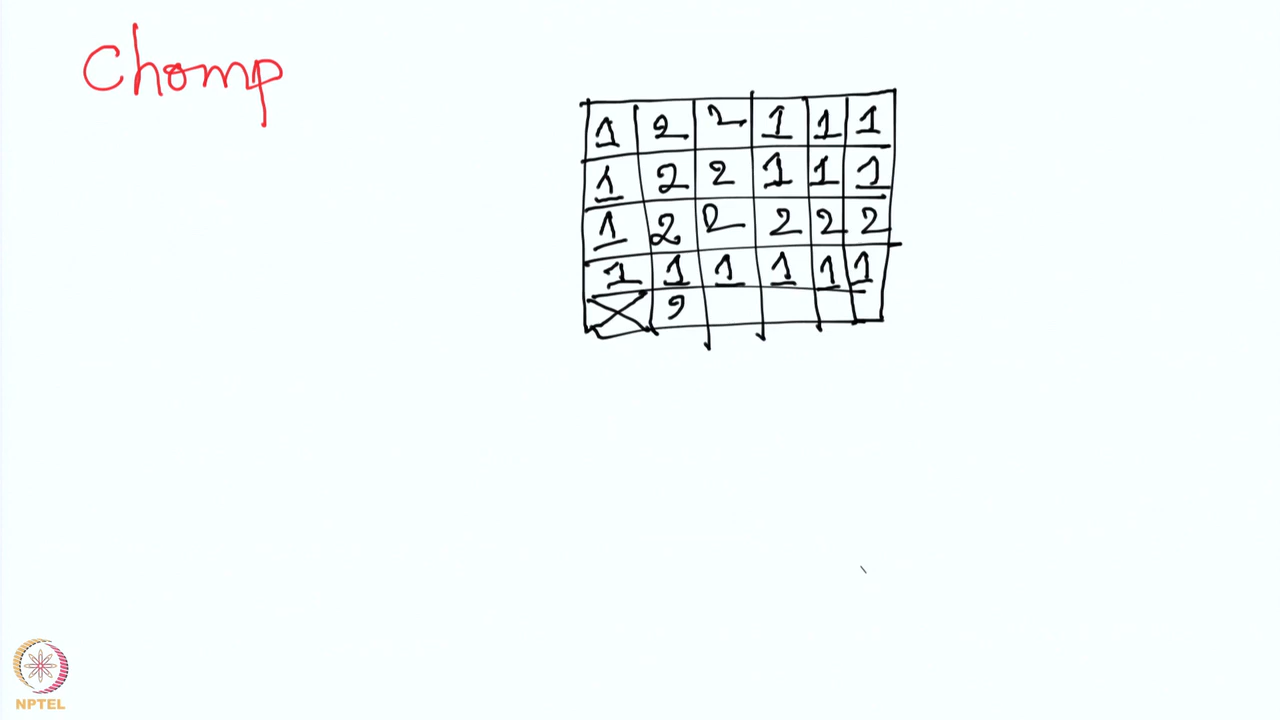 Chomp
1 2 2 1 1 1
1 2 2 1 1 1
1 2 2 2 2 2
1 1 1 1 1 1
2
NPTEL